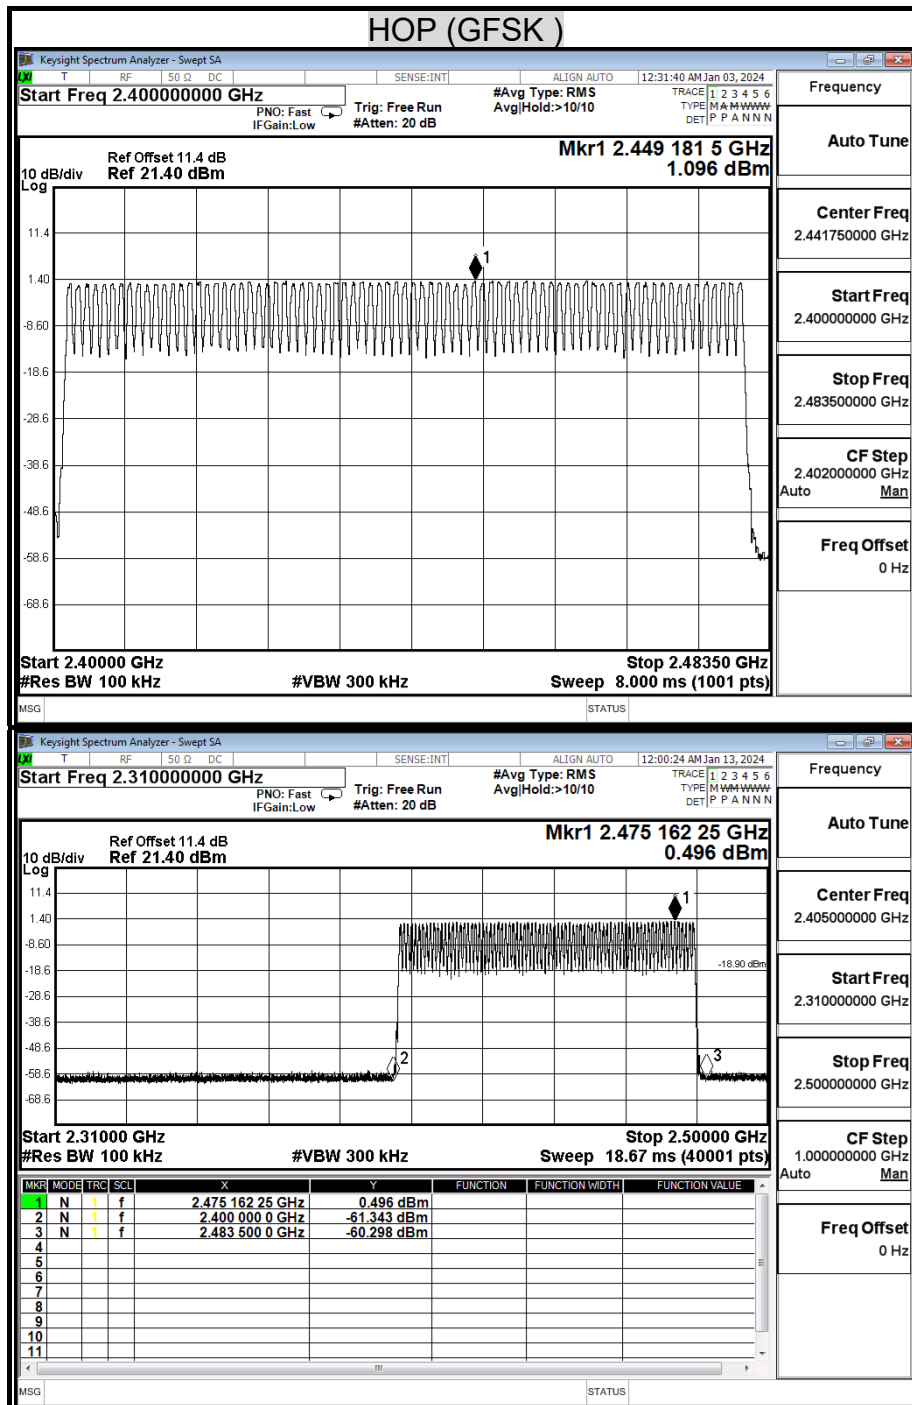 HOP (GFSK )
Keysight Spectrum Analyzer - Swept SA
LXI T RF 50 Ω DC SENSE:INT ALIGN AUTO 12:31:40 AM Jan 03, 2024
Start Freq 2.400000000 GHz
PNO: Fast
IFGain:Low
Trig: Free Run
#Atten: 20 dB
#Avg Type: RMS
Avg|Hold:>10/10
TRACE 1 2 3 4 5 6
TYPE M A M W W W W
DET P P A N N N
Ref Offset 11.4 dB
Ref 21.40 dBm
10 dB/div
Log
Mkr1 2.449 181 5 GHz
1.096 dBm
11.4
1.40
-8.60
-18.6
-28.6
-38.6
-48.6
-58.6
-68.6
1
Start 2.40000 GHz
Stop 2.48350 GHz
#Res BW 100 kHz
#VBW 300 kHz
Sweep 8.000 ms (1001 pts)
MSG
STATUS
Frequency
Auto Tune
Center Freq
2.441750000 GHz
Start Freq
2.400000000 GHz
Stop Freq
2.483500000 GHz
CF Step
2.402000000 GHz
Auto Man
Freq Offset
0 Hz
Keysight Spectrum Analyzer - Swept SA
LXI T RF 50 Ω DC SENSE:INT ALIGN AUTO 12:00:24 AM Jan 13, 2024
Start Freq 2.310000000 GHz
PNO: Fast
IFGain:Low
Trig: Free Run
#Atten: 20 dB
#Avg Type: RMS
Avg|Hold:>10/10
TRACE 1 2 3 4 5 6
TYPE M W M W W W W
DET P P A N N N
Ref Offset 11.4 dB
Ref 21.40 dBm
10 dB/div
Log
Mkr1 2.475 162 25 GHz
0.496 dBm
11.4
1.40
-8.60
-18.6
-28.6
-38.6
-48.6
-58.6
-68.6
1
-18.90 dBm
2
3
Start 2.31000 GHz
Stop 2.50000 GHz
#Res BW 100 kHz
#VBW 300 kHz
Sweep 18.67 ms (40001 pts)
MKR MODE TRC SCL X Y FUNCTION FUNCTION WIDTH FUNCTION VALUE
1 N 1 f 2.475 162 25 GHz 0.496 dBm
2 N 1 f 2.400 000 0 GHz -61.343 dBm
3 N 1 f 2.483 500 0 GHz -60.298 dBm
4
5
6
7
8
9
10
11
MSG
STATUS
Frequency
Auto Tune
Center Freq
2.405000000 GHz
Start Freq
2.310000000 GHz
Stop Freq
2.500000000 GHz
CF Step
1.000000000 GHz
Auto Man
Freq Offset
0 Hz